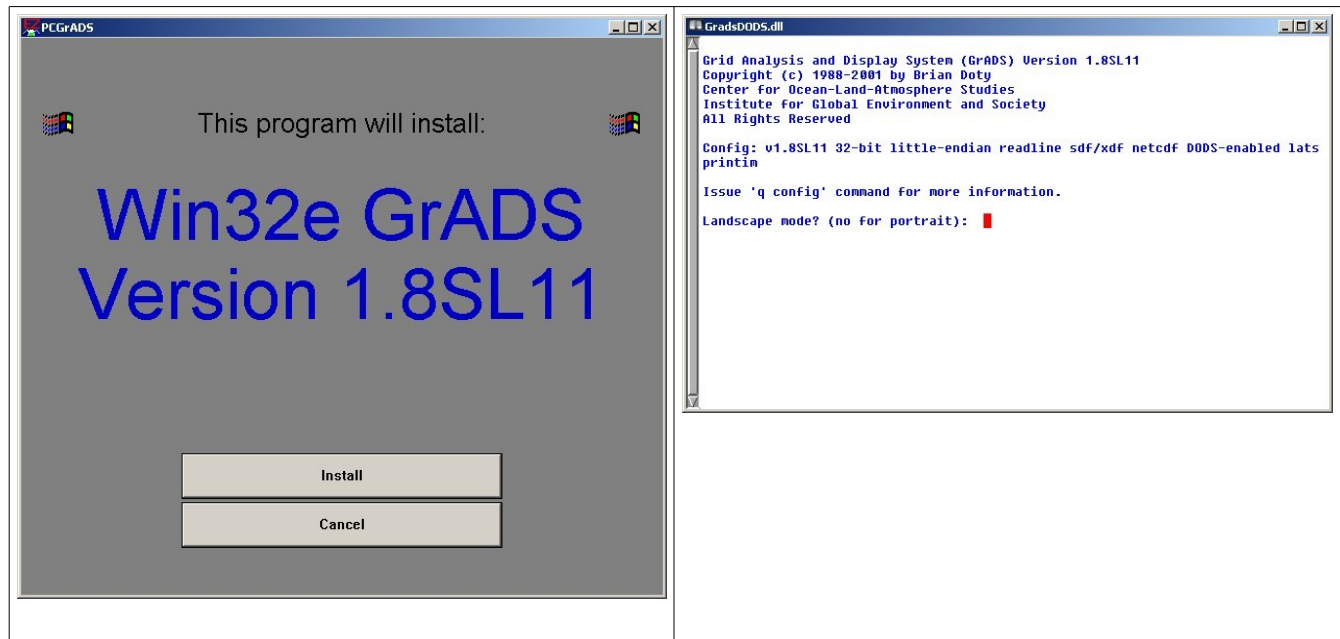 PCGrADS
This program will install:
Win32e GrADS
Version 1.8SL11
Install
Cancel
GradsDODS.dll
Grid Analysis and Display System (GrADS) Version 1.8SL11
Copyright (c) 1988-2001 by Brian Doty
Center for Ocean-Land-Atmosphere Studies
Institute for Global Environment and Society
All Rights Reserved
Config: v1.8SL11 32-bit little-endian readline sdf/xdf netcdf DODS-enabled lats
printim
Issue 'q config' command for more information.
Landscape mode? (no for portrait):